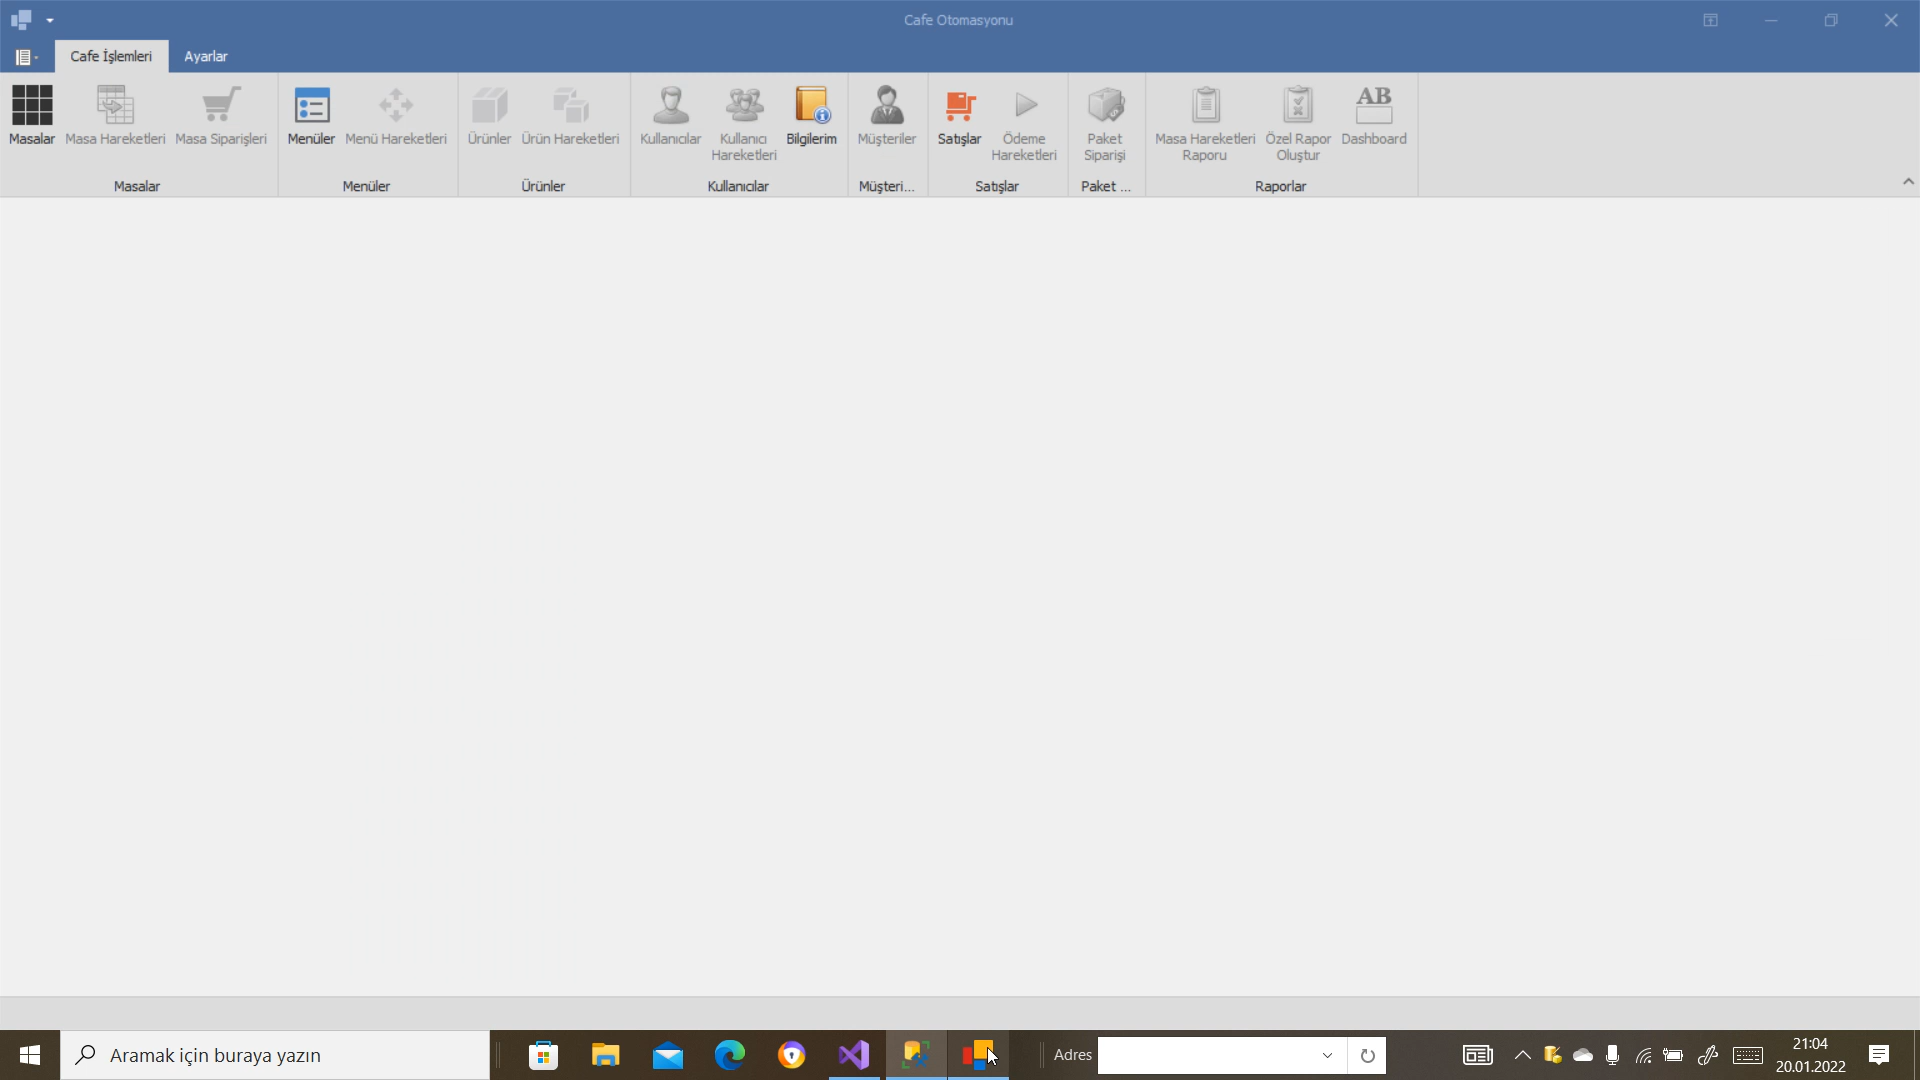 Cafe Otomasyonu
Cafe İşlemleri
Ayarlar
Masalar
Masa Hareketleri
Masa Siparişleri
Menüler
Menü Hareketleri
Ürünler
Ürün Hareketleri
Kullanıcılar
Kullanıcı
Hareketleri
Bilgilerim
Müşteriler
Satışlar
Ödeme
Hareketleri
Paket
Siparişi
Masa Hareketleri
Raporu
Özel Rapor
Oluştur
AB
Dashboard
Masalar
Menüler
Ürünler
Kullanıcılar
Müşteri...
Satışlar
Paket ...
Raporlar
Aramak için buraya yazın
Adres
21:04
20.01.2022